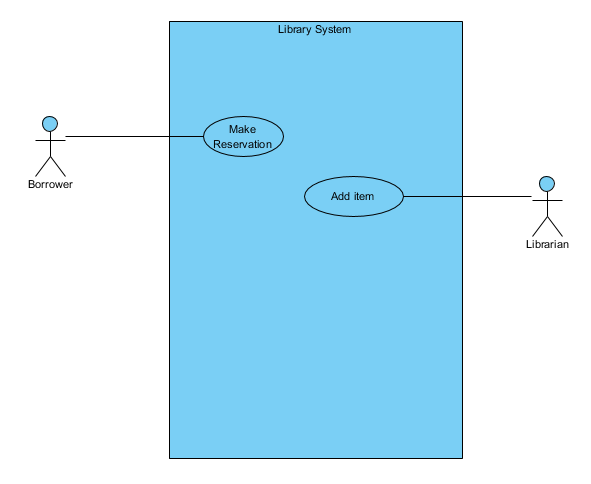 Library System
Make
Reservation
Borrower
Add item
Librarian